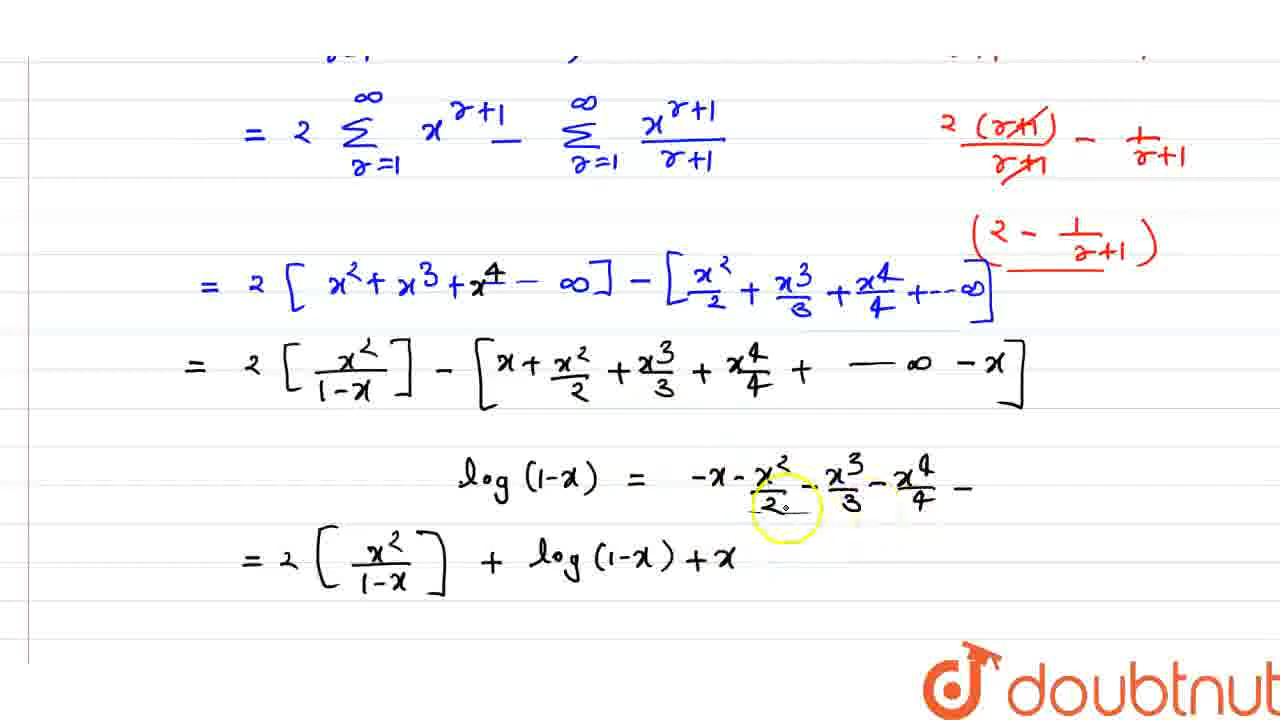 = 2 ∞ Σ r=1 x^(r+1) - ∞ Σ r=1 x^(r+1)/(r+1)
2 (r+1)/(r+1) - 1/(r+1)
(2 - 1/(r+1))
= 2 [ x² + x³ + x⁴ - ∞ ] - [ x²/2 + x³/3 + x⁴/4 + --- ∞ ]
= 2 [ x²/(1-x) ] - [ x + x²/2 + x³/3 + x⁴/4 + — ∞ - x ]
log (1-x) = -x - x²/2 - x³/3 - x⁴/4 -
= 2 [ x²/(1-x) ] + log (1-x) + x
doubtnut